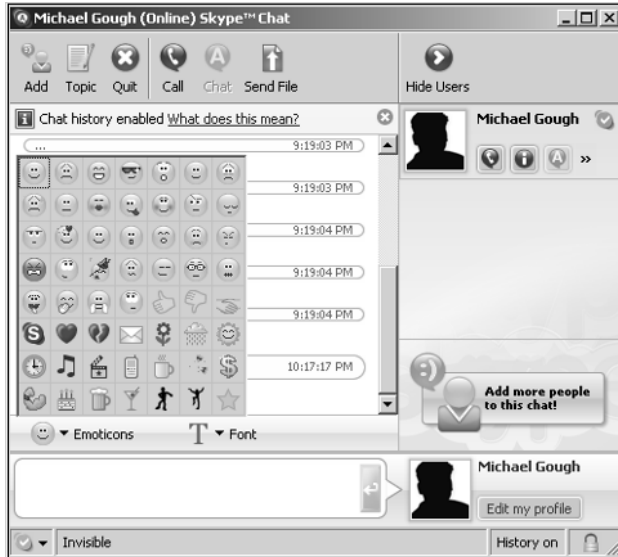 Michael Gough (Online) Skype™ Chat
Add Topic Quit Call Chat Send File Hide Users
Chat history enabled What does this mean?
Michael Gough
... 9:19:03 PM
9:19:03 PM
9:19:04 PM
9:19:04 PM
9:19:04 PM
10:17:17 PM
Add more people
to this chat!
Emoticons Font
Michael Gough
Edit my profile
Invisible History on